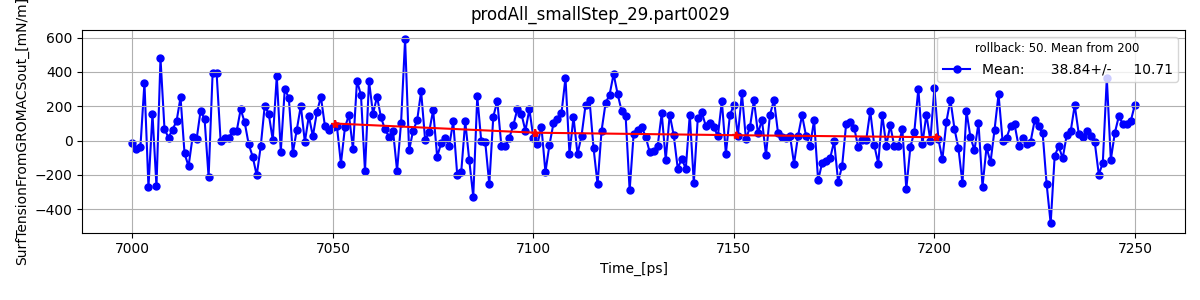 prodAll_smallStep_29.part0029
SurfTensionFromGROMACSout_[mN/m]
600
400
200
0
−200
−400
rollback: 50. Mean from 200
Mean: 38.84+/- 10.71
7000 7050 7100 7150 7200 7250
Time_[ps]